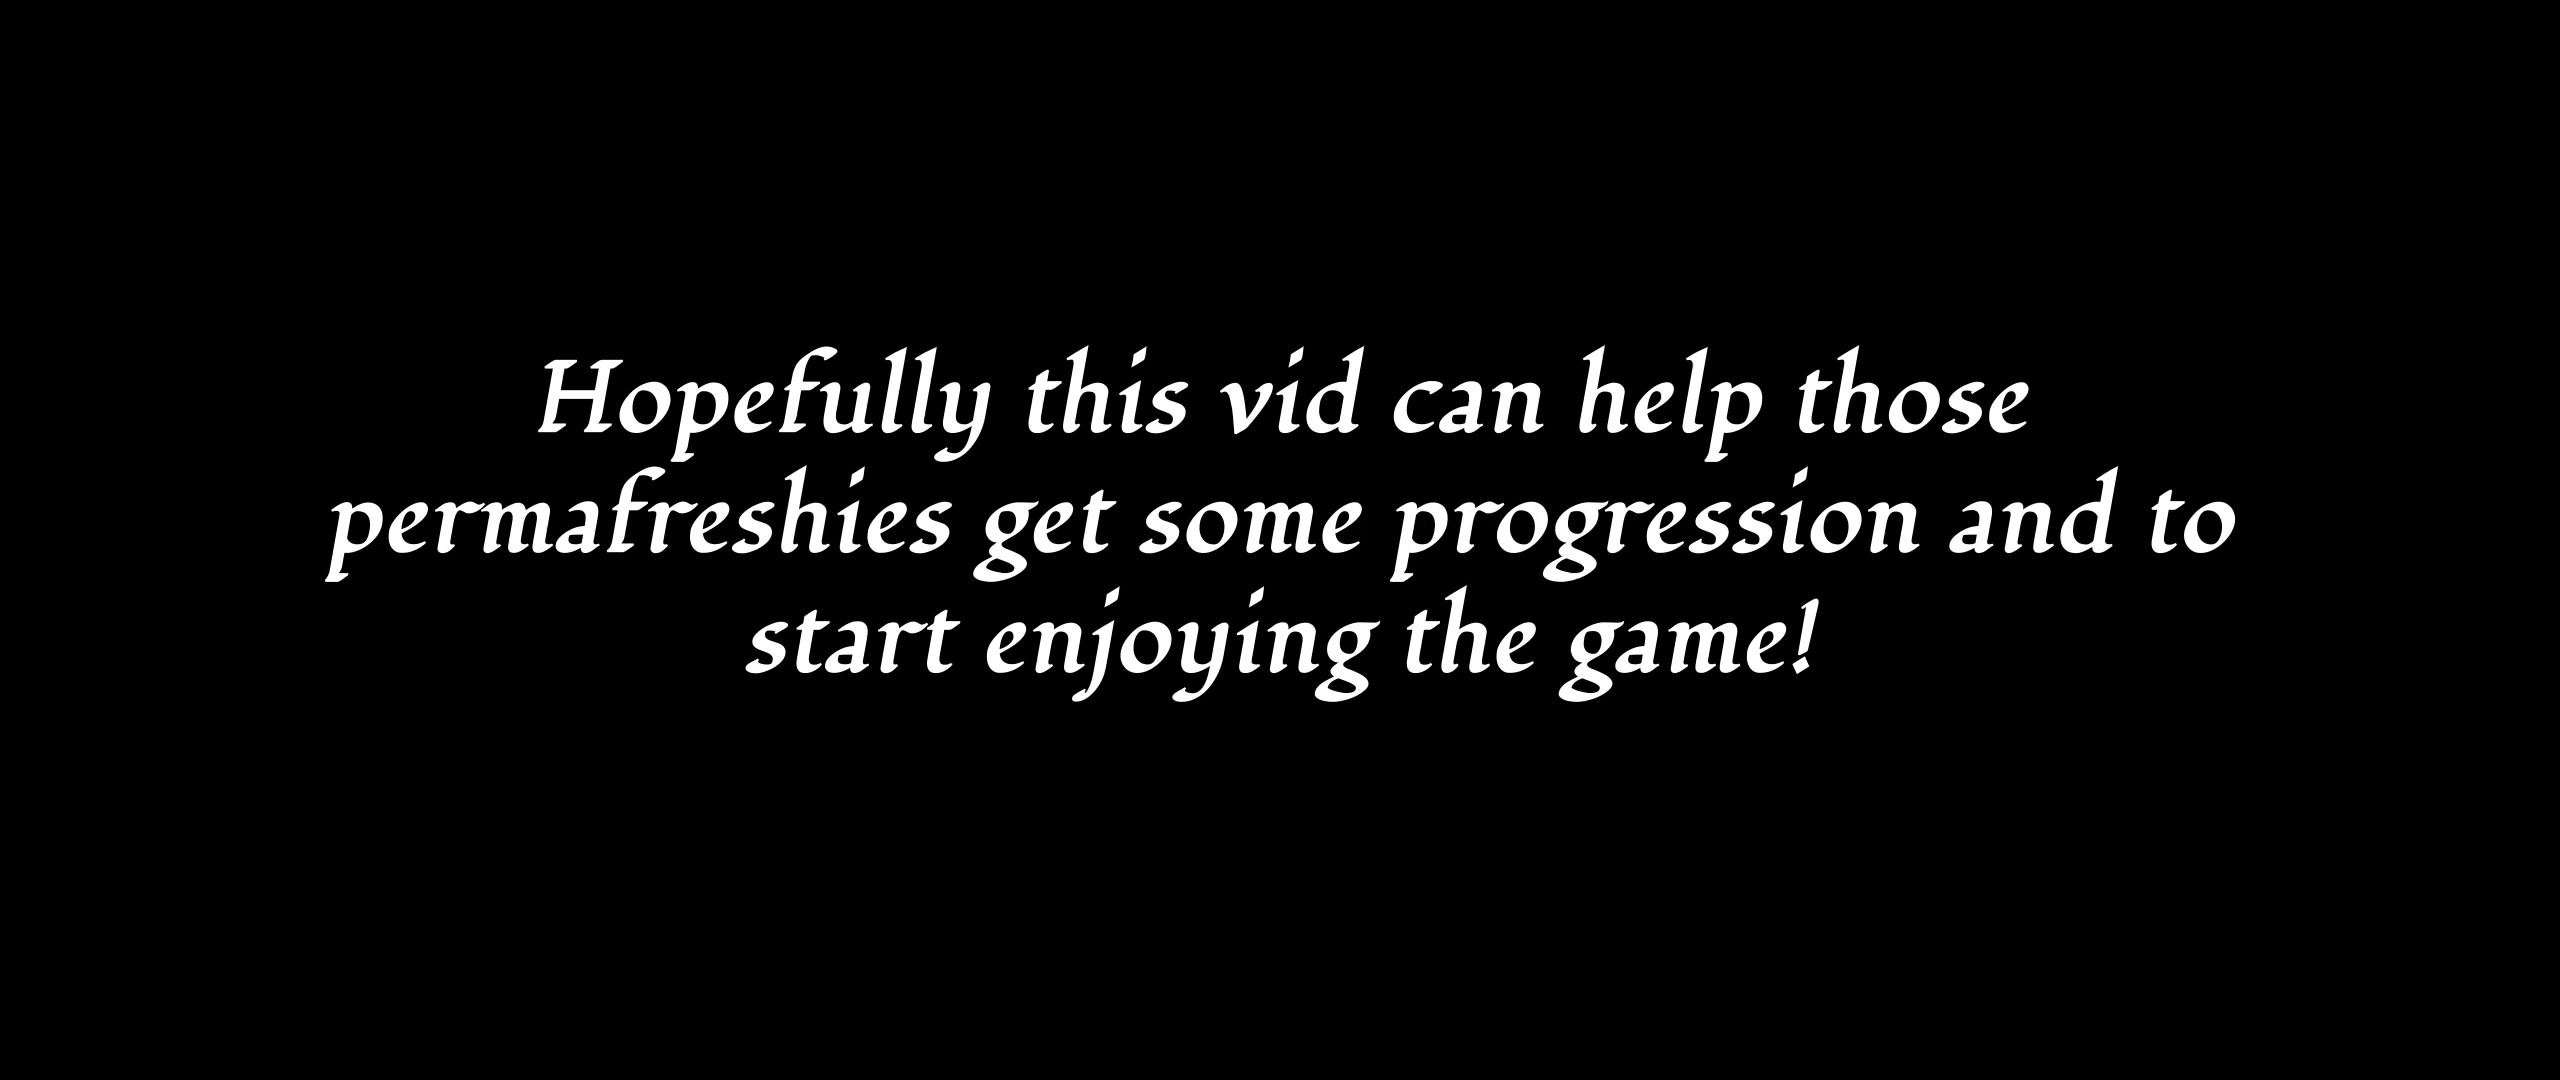 Hopefully this vid can help those
permafreshies get some progression and to
start enjoying the game!